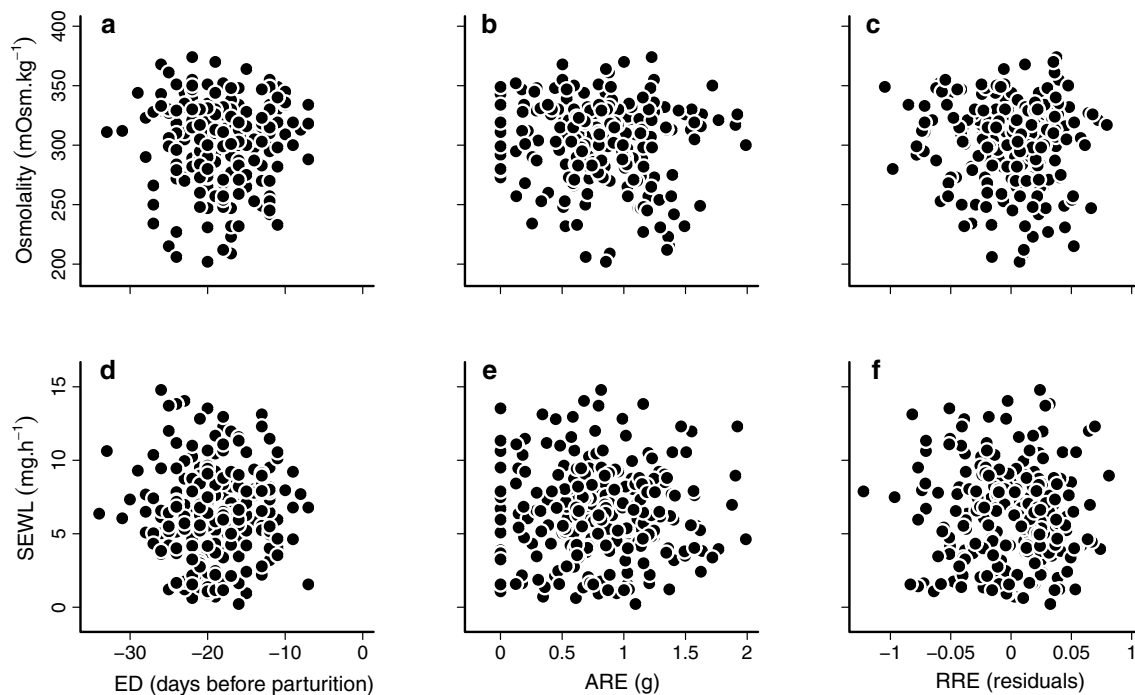 a
b
c
Osmolality (mOsm.kg⁻¹)
400
350
300
250
200
d
e
f
SEWL (mg.h⁻¹)
15
10
5
0
−30 −20 −10 0
0 0.5 1 1.5 2
−1 −0.05 0 0.05 1
ED (days before parturition)
ARE (g)
RRE (residuals)